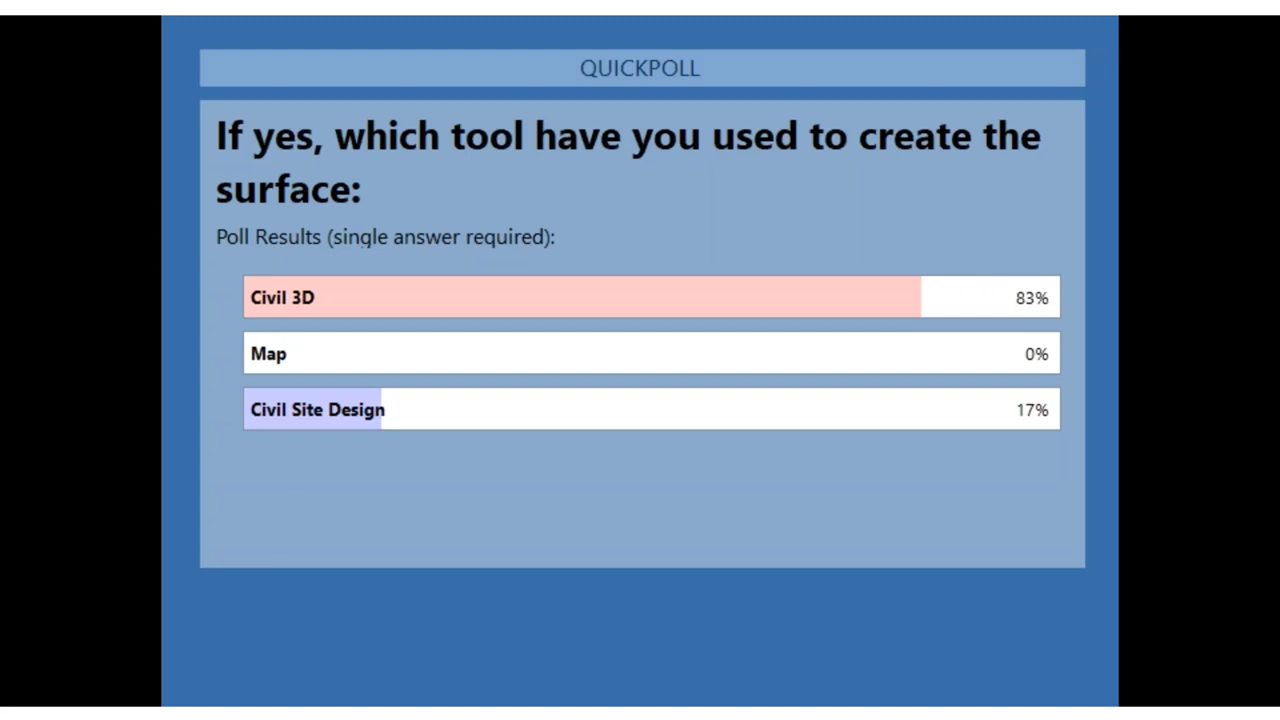 QUICKPOLL
If yes, which tool have you used to create the
surface:
Poll Results (single answer required):
Civil 3D 83%
Map 0%
Civil Site Design 17%